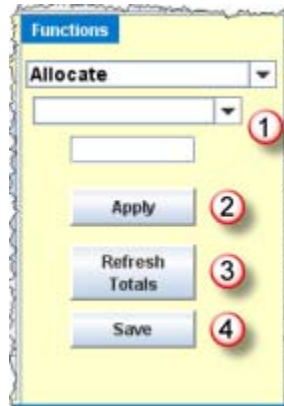 Functions
Allocate
1
Apply 2
Refresh 3
Totals
Save 4